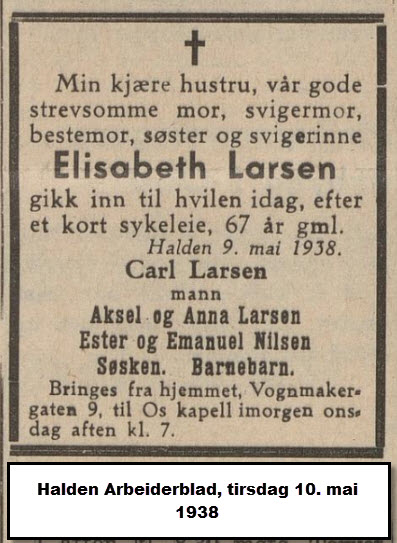 Min kjære hustru, vår gode
strevsomme mor, svigermor,
bestemor, søster og svigerinne
Elisabeth Larsen
gikk inn til hvilen idag, efter
et kort sykeleie, 67 år gml.
Halden 9. mai 1938.
Carl Larsen
mann
Aksel og Anna Larsen
Ester og Emanuel Nilsen
Søsken. Barnebarn.
Bringes fra hjemmet, Vognmaker-
gaten 9, til Os kapell imorgen ons-
dag aften kl. 7.
Halden Arbeiderblad, tirsdag 10. mai
1938